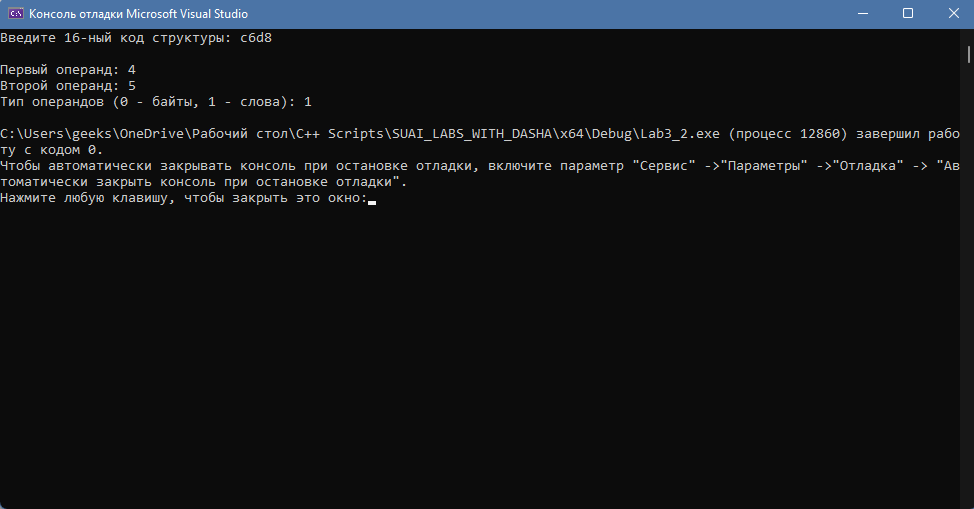 Консоль отладки Microsoft Visual Studio
Введите 16-ный код структуры: c6d8
Первый операнд: 4
Второй операнд: 5
Тип операндов (0 - байты, 1 - слова): 1
C:\Users\geeks\OneDrive\Рабочий стол\C++ Scripts\SUAI_LABS_WITH_DASHA\x64\Debug\Lab3_2.exe (процесс 12860) завершил рабо
ту с кодом 0.
Чтобы автоматически закрывать консоль при остановке отладки, включите параметр "Сервис" ->"Параметры" ->"Отладка" -> "Ав
томатически закрыть консоль при остановке отладки".
Нажмите любую клавишу, чтобы закрыть это окно: